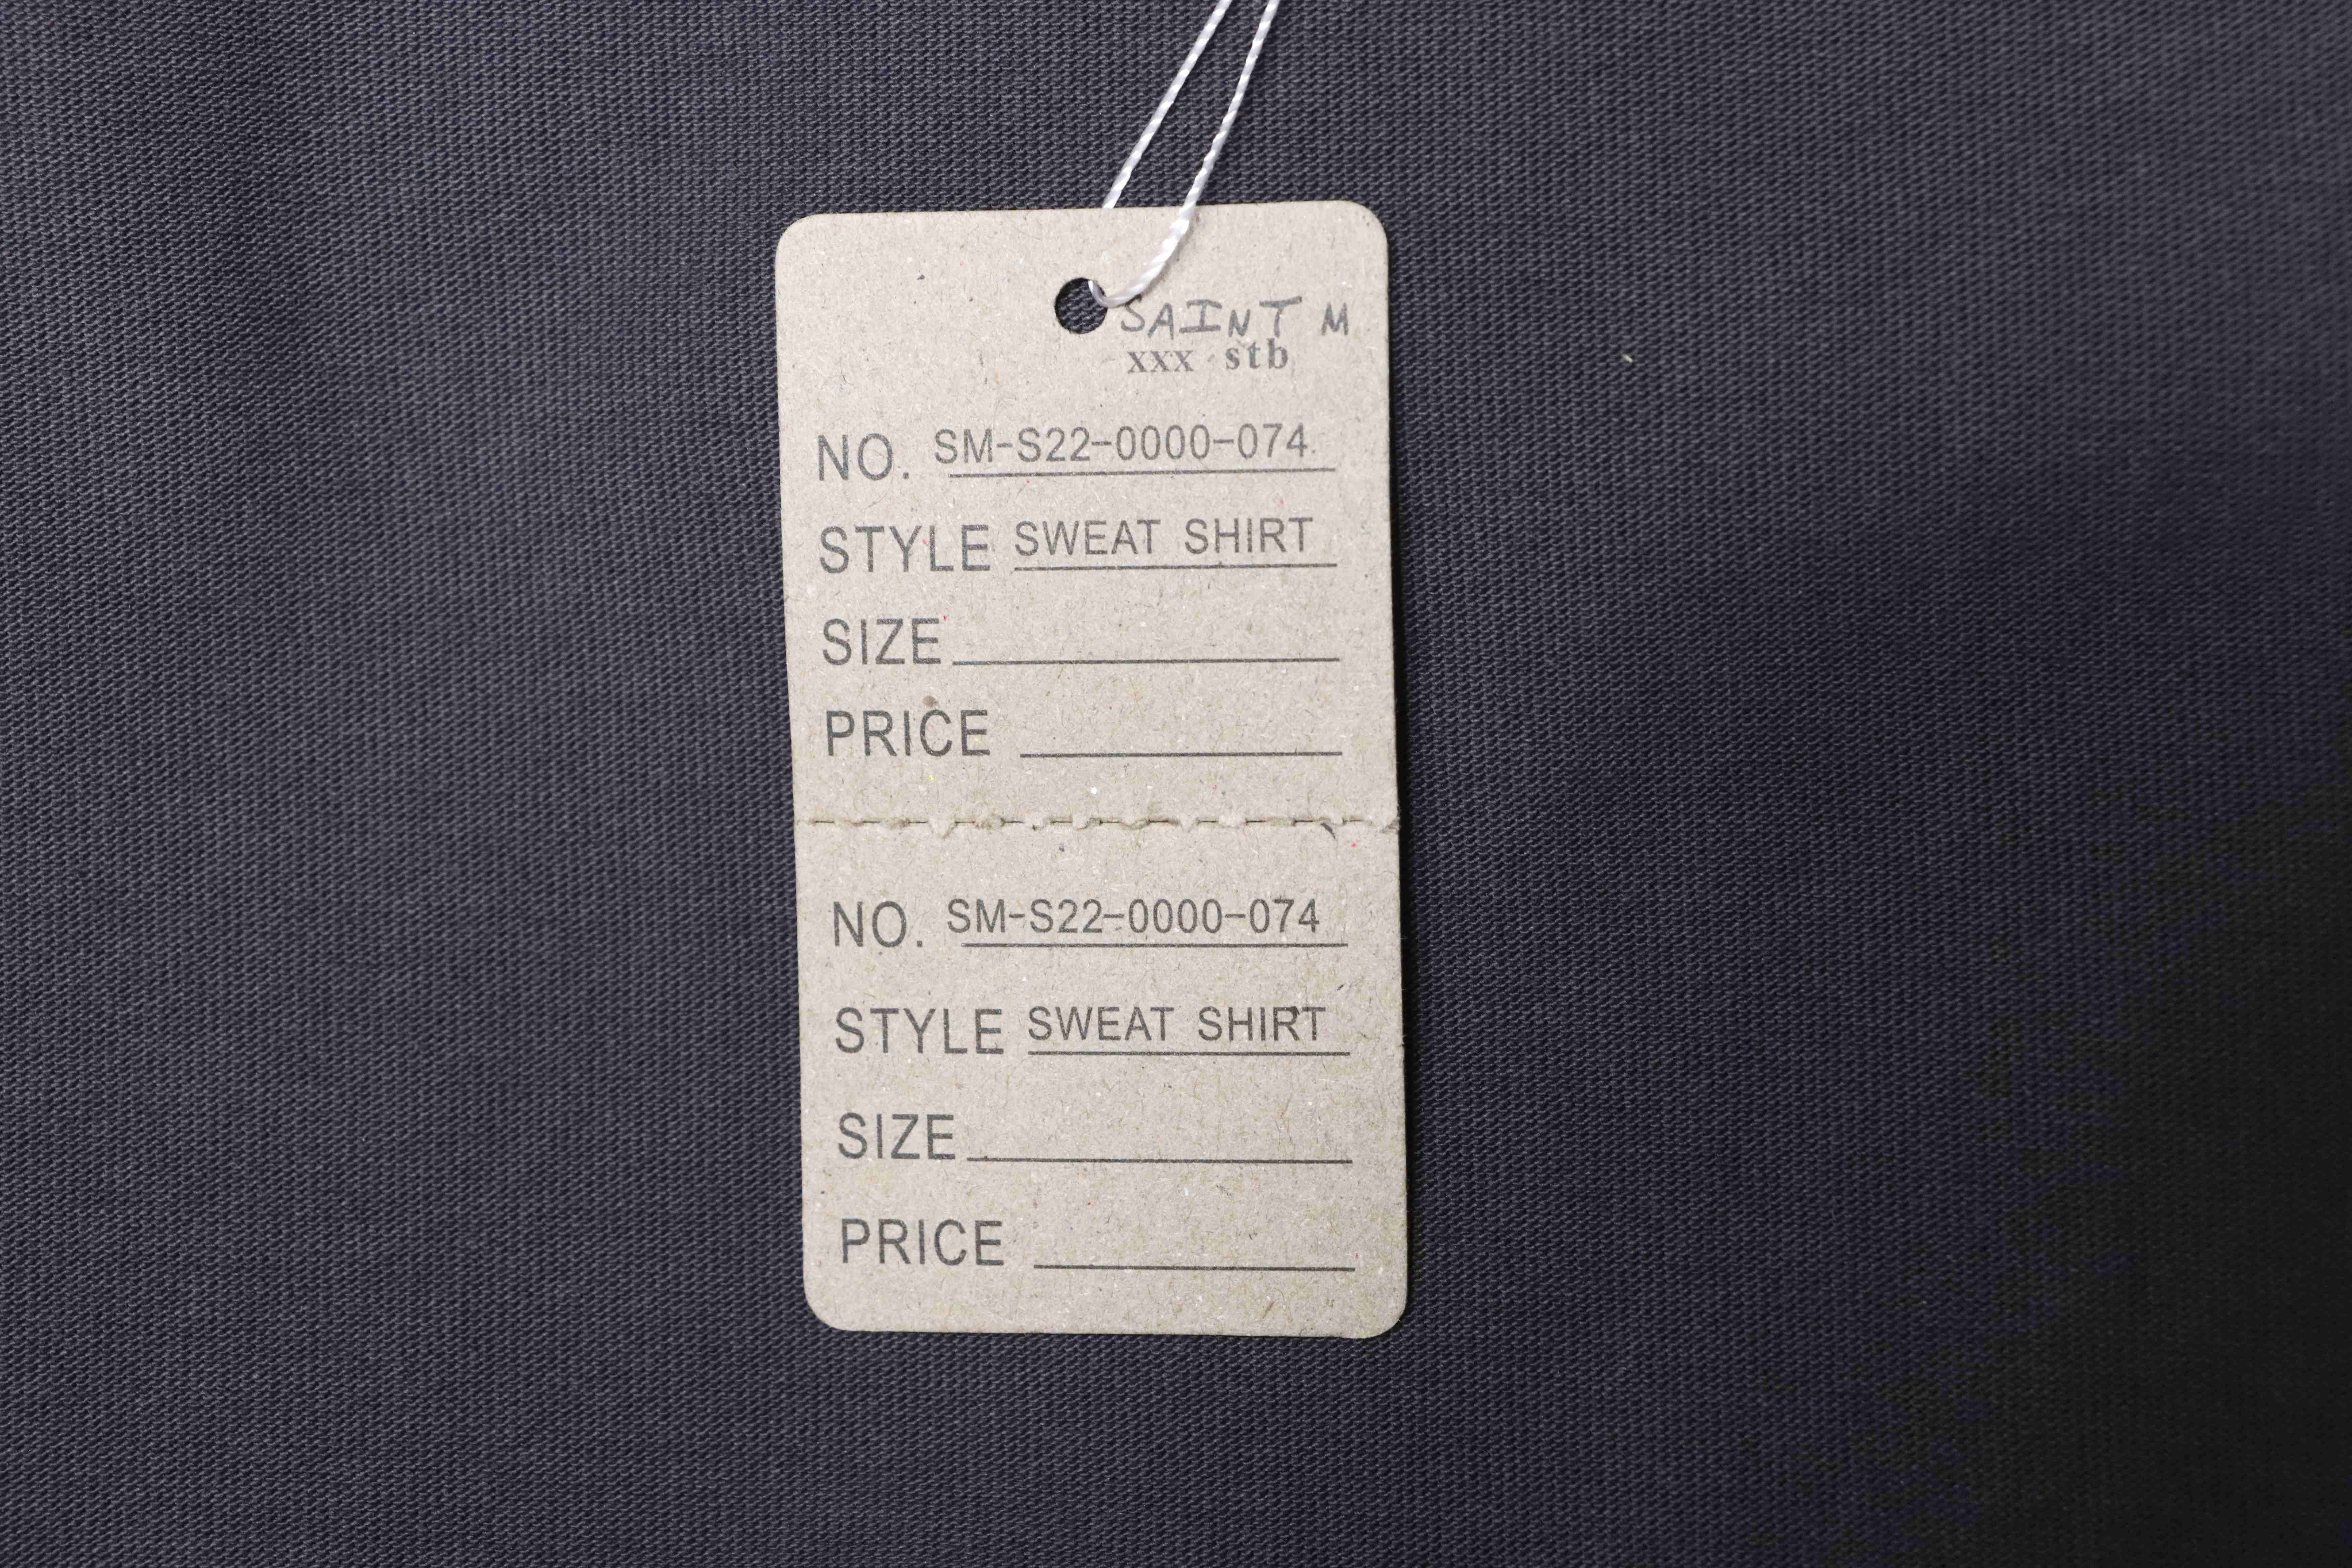 SAINT M
xxx stb
NO. SM-S22-0000-074
STYLE SWEAT SHIRT
SIZE
PRICE
NO. SM-S22-0000-074
STYLE SWEAT SHIRT
SIZE
PRICE